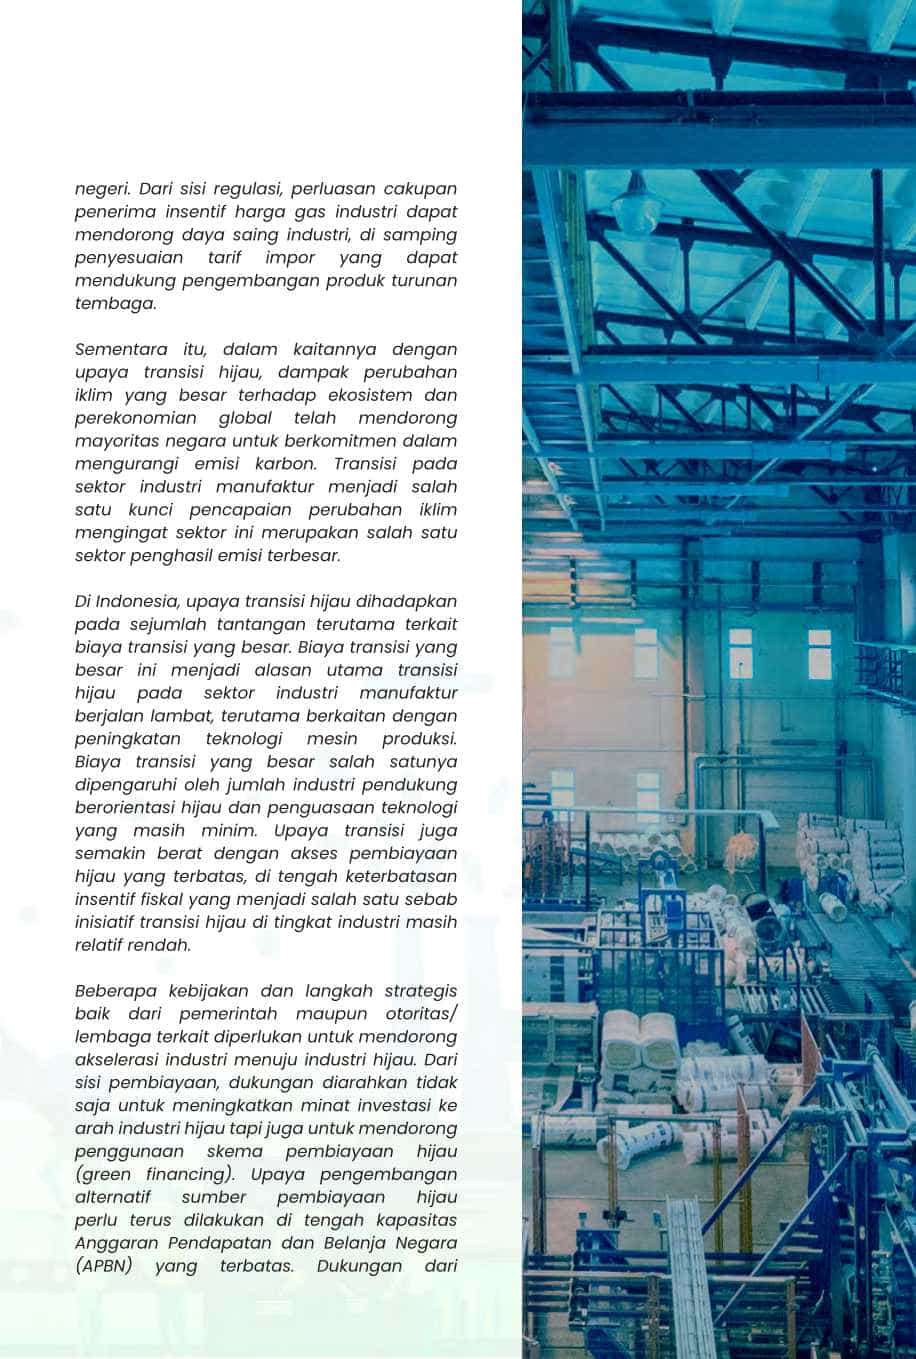 negeri. Dari sisi regulasi, perluasan cakupan
penerima insentif harga gas industri dapat
mendorong daya saing industri, di samping
penyesuaian tarif impor yang dapat
mendukung pengembangan produk turunan
tembaga.
Sementara itu, dalam kaitannya dengan
upaya transisi hijau, dampak perubahan
iklim yang besar terhadap ekosistem dan
perekonomian global telah mendorong
mayoritas negara untuk berkomitmen dalam
mengurangi emisi karbon. Transisi pada
sektor industri manufaktur menjadi salah
satu kunci pencapaian perubahan iklim
mengingat sektor ini merupakan salah satu
sektor penghasil emisi terbesar.
Di Indonesia, upaya transisi hijau dihadapkan
pada sejumlah tantangan terutama terkait
biaya transisi yang besar. Biaya transisi yang
besar ini menjadi alasan utama transisi
hijau pada sektor industri manufaktur
berjalan lambat, terutama berkaitan dengan
peningkatan teknologi mesin produksi.
Biaya transisi yang besar salah satunya
dipengaruhi oleh jumlah industri pendukung
berorientasi hijau dan penguasaan teknologi
yang masih minim. Upaya transisi juga
semakin berat dengan akses pembiayaan
hijau yang terbatas, di tengah keterbatasan
insentif fiskal yang menjadi salah satu sebab
inisiatif transisi hijau di tingkat industri masih
relatif rendah.
Beberapa kebijakan dan langkah strategis
baik dari pemerintah maupun otoritas/
lembaga terkait diperlukan untuk mendorong
akselerasi industri menuju industri hijau. Dari
sisi pembiayaan, dukungan diarahkan tidak
saja untuk meningkatkan minat investasi ke
arah industri hijau tapi juga untuk mendorong
penggunaan skema pembiayaan hijau
(green financing). Upaya pengembangan
alternatif sumber pembiayaan hijau
perlu terus dilakukan di tengah kapasitas
Anggaran Pendapatan dan Belanja Negara
(APBN) yang terbatas. Dukungan dari